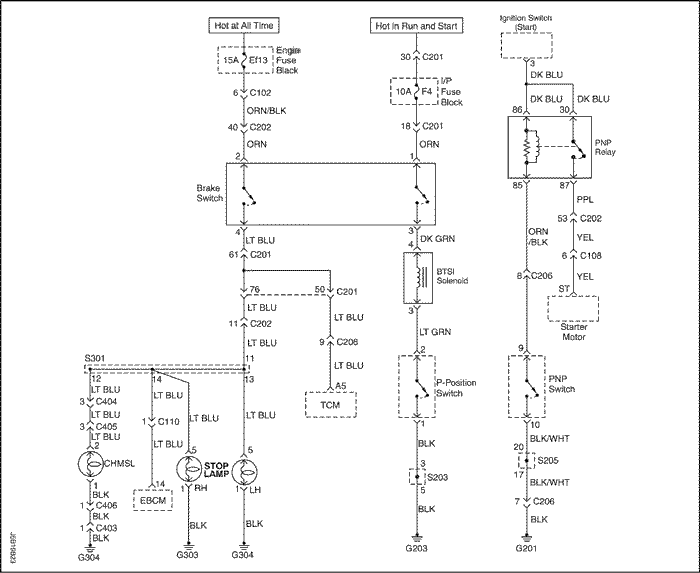 Hot at All Time
Hot in Run and Start
Ignition Switch
(Start)
15A Ef13
Engine
Fuse
Block
30 C201
3
DK BLU
10A F4
I/P
Fuse
Block
DK BLU DK BLU
6 C102
ORN/BLK
86 30
40 C202
18 C201
PNP
Relay
ORN
ORN
2
1
85 87
Brake
Switch
PPL
53 C202
4
3
ORN
/BLK
YEL
LT BLU
DK GRN
4
61 C201
6 C108
BTSI
Solenoid
8 C206
YEL
76 50 C201
ST
LT BLU
LT BLU
3
Starter
Motor
11 C202
LT GRN
9 C206
LT BLU
2
9
S301
11
LT BLU
12 14 13
P-Position
Switch
PNP
Switch
LT BLU
LT BLU
LT BLU
A5
3 C404
TCM
LT BLU
1 C110
LT BLU
1
10
3 C405
BLK
BLK/WHT
LT BLU
LT BLU
20
2
5
5
3
S205
CHMSL
STOP
LAMP
S203
17
1
14
1 RH
1 LH
5
BLK/WHT
BLK
EBCM
1 C406
7 C206
BLK
BLK
BLK
BLK
BLK
1 C403
BLK
G304
G303
G304
G203
G201